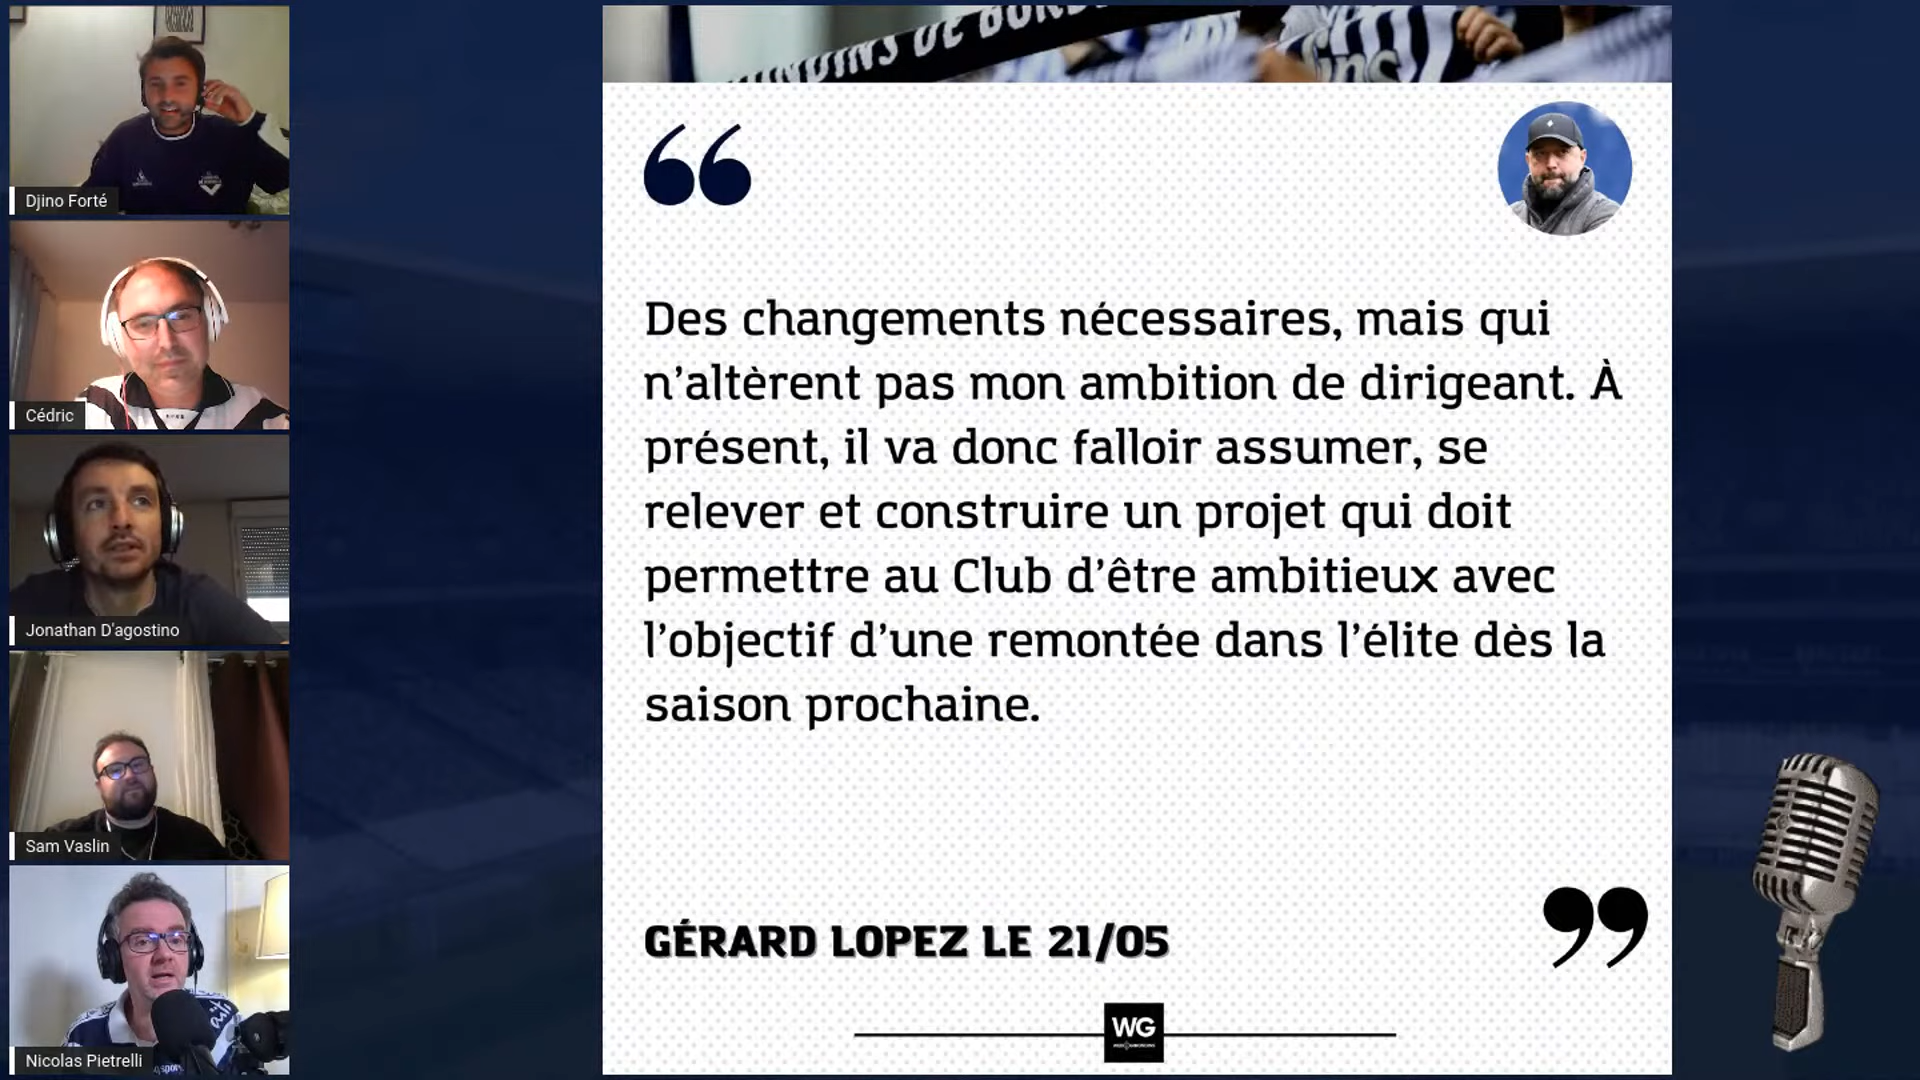 Djino Forté
Cédric
Jonathan D'agostino
Sam Vaslin
Nicolas Pietrelli
“
Des changements nécessaires, mais qui
n’altèrent pas mon ambition de dirigeant. À
présent, il va donc falloir assumer, se
relever et construire un projet qui doit
permettre au Club d’être ambitieux avec
l’objectif d’une remontée dans l’élite dès la
saison prochaine.
”
GÉRARD LOPEZ LE 21/05
WG